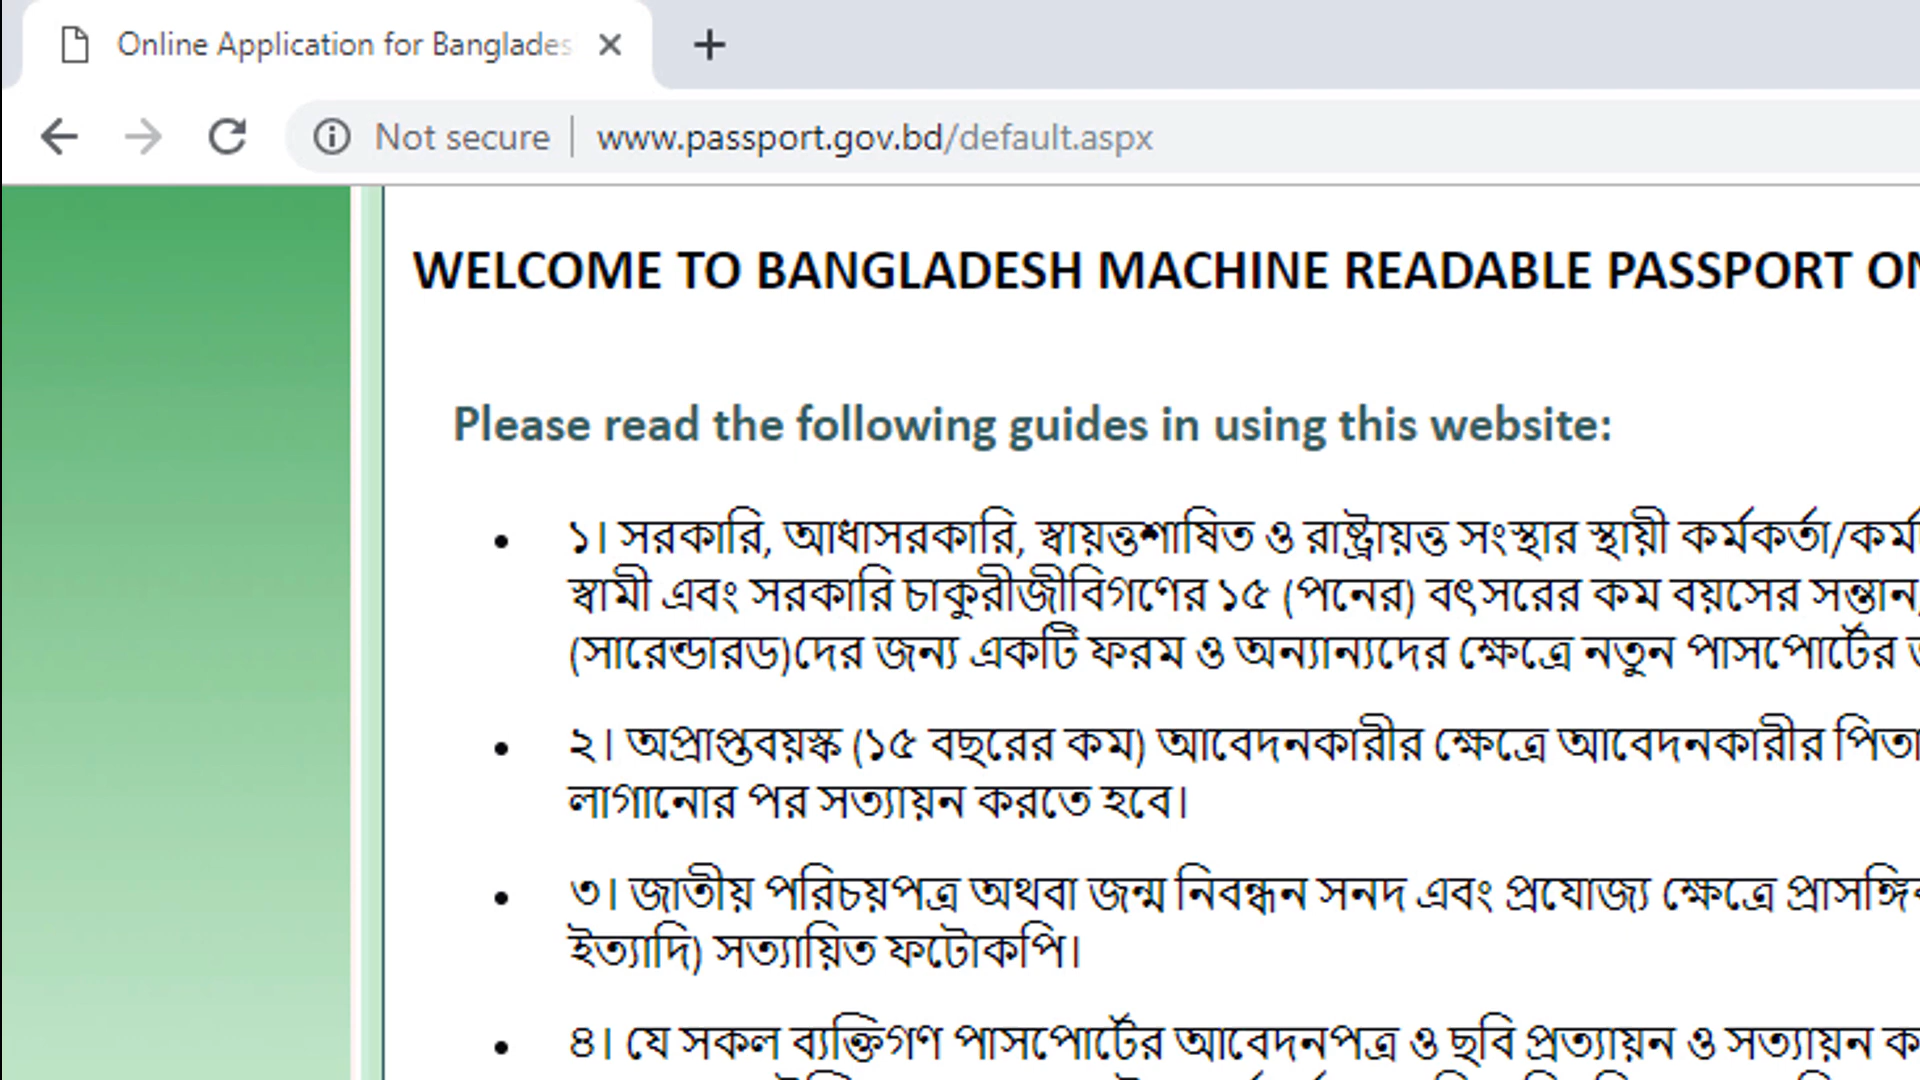 Online Application for Banglades
Not secure | www.passport.gov.bd/default.aspx
WELCOME TO BANGLADESH MACHINE READABLE PASSPORT ON
Please read the following guides in using this website:
• ১। সরকারি, আধাসরকারি, স্বায়ত্তশাষিত ও রাষ্ট্রায়ত্ত সংস্থার স্থায়ী কর্মকর্তা/কর্ম
স্বামী এবং সরকারি চাকুরীজীবিগণের ১৫ (পনের) বৎসরের কম বয়সের সন্তান,
(সারেন্ডারড)দের জন্য একটি ফরম ও অন্যান্যদের ক্ষেত্রে নতুন পাসপোর্টের
• ২। অপ্রাপ্তবয়স্ক (১৫ বছরের কম) আবেদনকারীর ক্ষেত্রে আবেদনকারীর পিতা
লাগানোর পর সত্যায়ন করতে হবে।
• ৩। জাতীয় পরিচয়পত্র অথবা জন্ম নিবন্ধন সনদ এবং প্রযোজ্য ক্ষেত্রে প্রাসঙ্গি
ইত্যাদি) সত্যায়িত ফটোকপি।
• ৪। যে সকল ব্যক্তিগণ পাসপোর্টের আবেদনপত্র ও ছবি প্রত্যায়ন ও সত্যায়ন ক